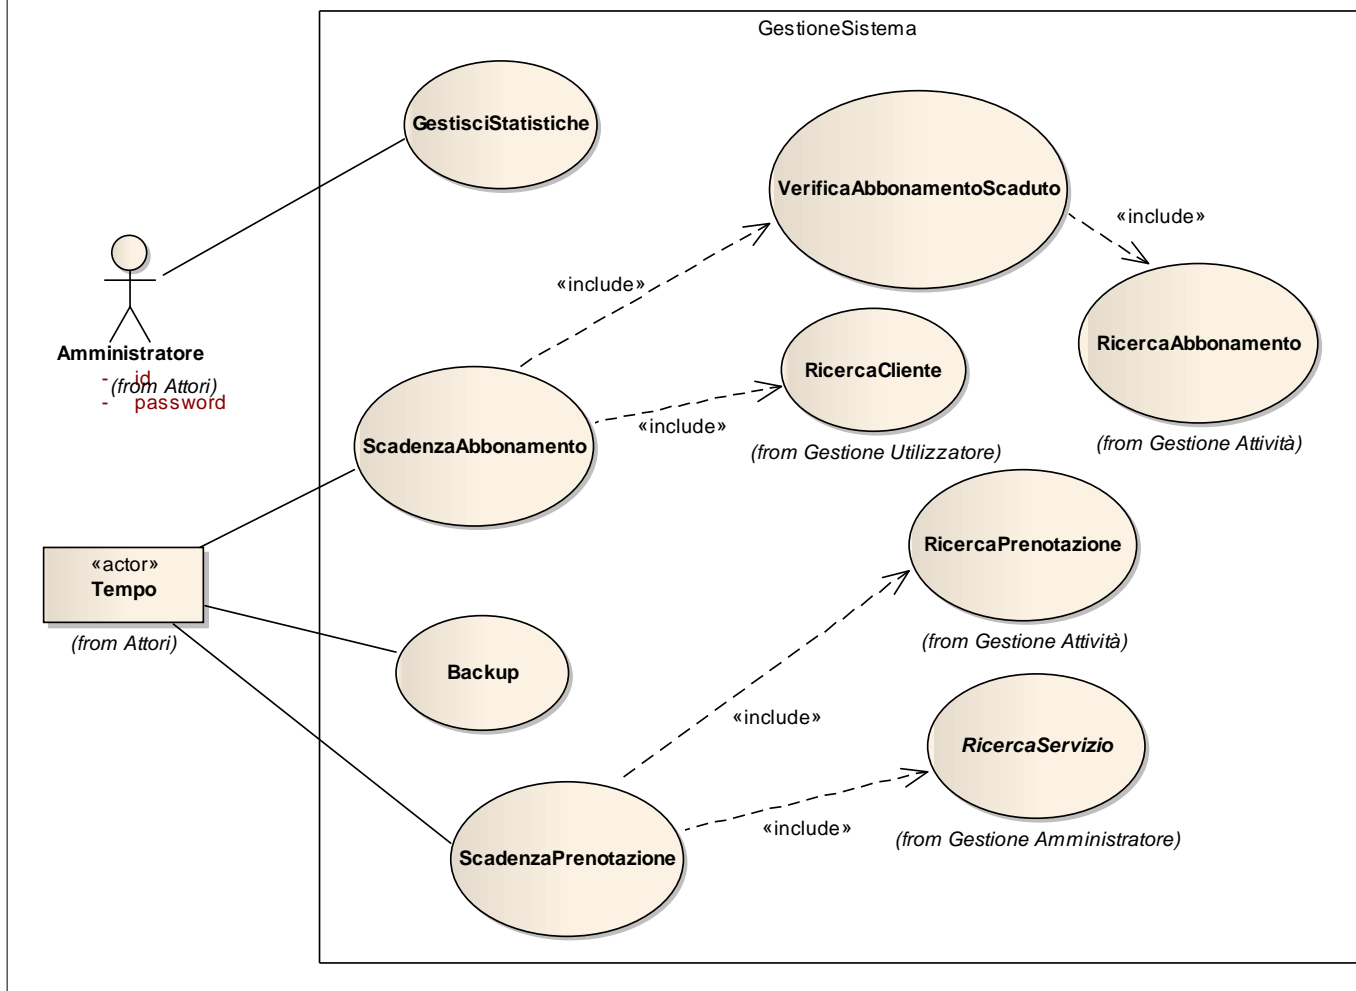 GestioneSistema
GestisciStatistiche
VerificaAbbonamentoScaduto
«include»
«include»
RicercaAbbonamento
(from Gestione Attività)
Amministratore
(from Attori)
- id
- password
RicercaCliente
(from Gestione Utilizzatore)
«include»
ScadenzaAbbonamento
RicercaPrenotazione
(from Gestione Attività)
«actor»
Tempo
(from Attori)
Backup
«include»
RicercaServizio
(from Gestione Amministratore)
«include»
ScadenzaPrenotazione